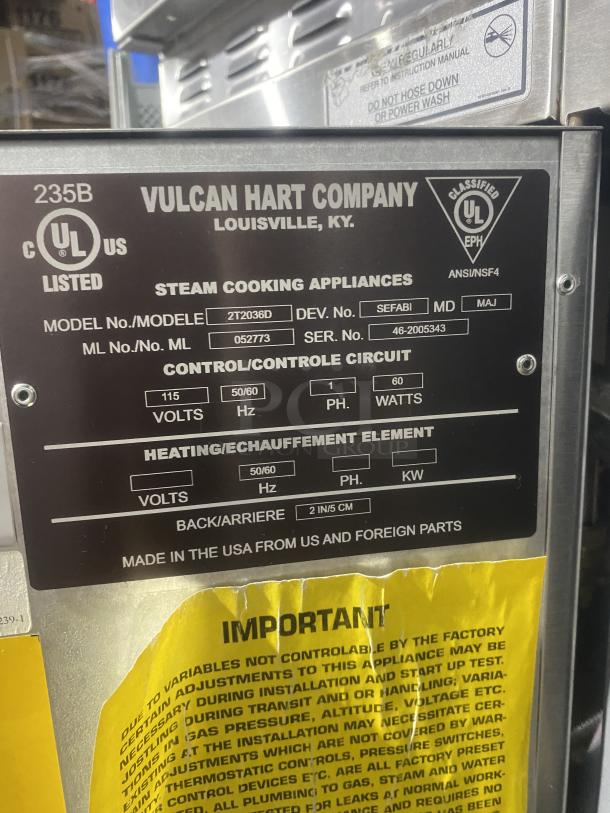 CLEAN REGULARLY
REFER TO INSTRUCTION MANUAL
DO NOT HOSE DOWN
OR POWER WASH
235B
C UL US
®
LISTED
VULCAN HART COMPANY
LOUISVILLE, KY.
CLASSIFIED
UL
®
EPH
ANSI/NSF4
STEAM COOKING APPLIANCES
MODEL No./MODELE 2T2036D DEV. No. SEFABI MD MAJ
ML No./No. ML 052773 SER. No. 46-2005343
CONTROL/CONTROLE CIRCUIT
115 50/60 1 60
VOLTS Hz PH. WATTS
PCI
AUCTION GROUP
HEATING/ECHAUFFEMENT ELEMENT
50/60
VOLTS Hz PH. KW
BACK/ARRIERE 2 IN/5 CM
MADE IN THE USA FROM US AND FOREIGN PARTS
239-1
IMPORTANT
DUE TO VARIABLES NOT CONTROLABLE BY THE FACTORY
CERTAIN ADJUSTMENTS TO THIS APPLIANCE MAY BE
NECESSARY DURING INSTALLATION AND START UP TEST.
JOSTLING DURING TRANSIT AND OR HANDLING; VARIA-
TIONS IN GAS PRESSURE, ALTITUDE, VOLTAGE ETC.
EXISTING AT THE INSTALLATION MAY NECESSITATE CER-
TAIN ADJUSTMENTS WHICH ARE NOT COVERED BY WAR-
THERMOSTATIC CONTROLS, PRESSURE SWITCHES,
CONTROL DEVICES ETC. ARE ALL FACTORY PRESET
ALL PLUMBING TO GAS, STEAM AND WATER
TESTED FOR LEAKS AT NORMAL WORK-
AND REQUIRES NO
HAS BEEN